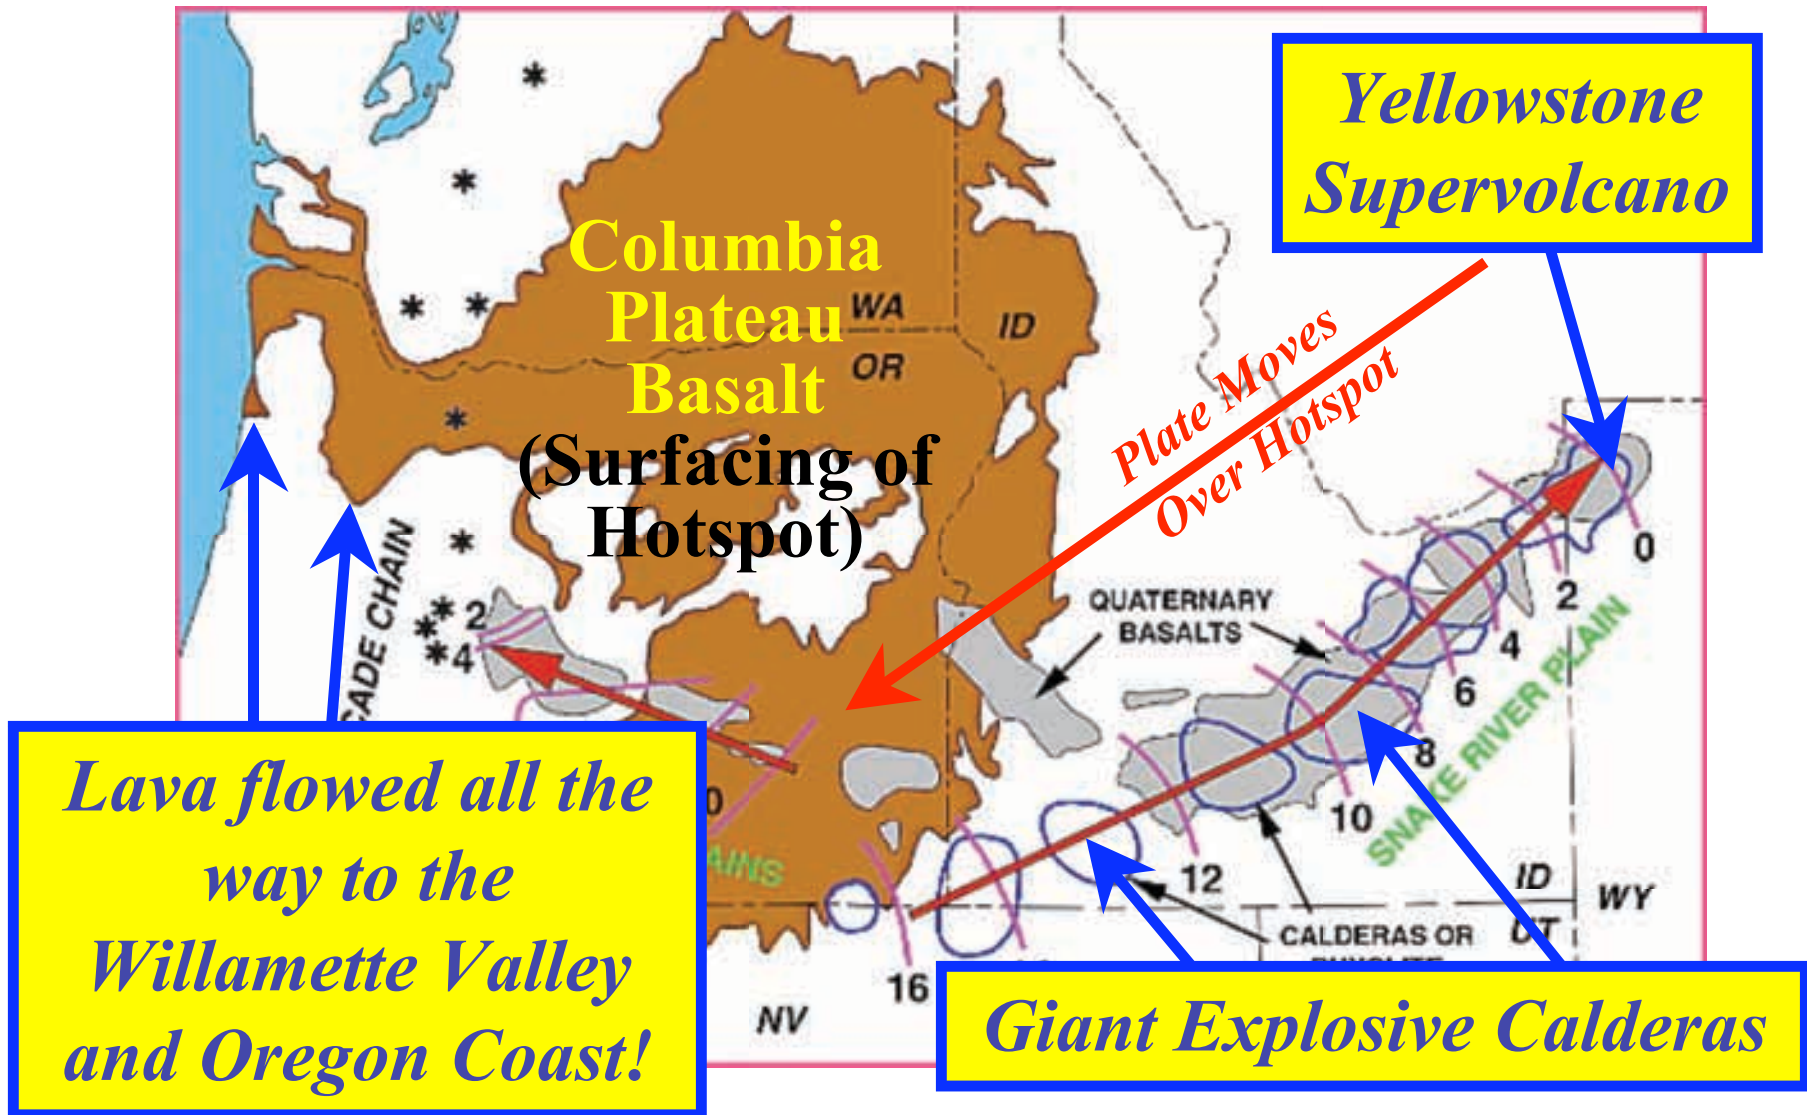 Yellowstone
Supervolcano
Columbia
Plateau
Basalt
(Surfacing of
Hotspot)
WA
OR
ID
Plate Moves
Over Hotspot
QUATERNARY
BASALTS
0
2
4
6
8
10
12
16
SNAKE RIVER PLAIN
2
4
ID
WY
UT
CALDERAS OR
NV
Lava flowed all the
way to the
Willamette Valley
and Oregon Coast!
Giant Explosive Calderas